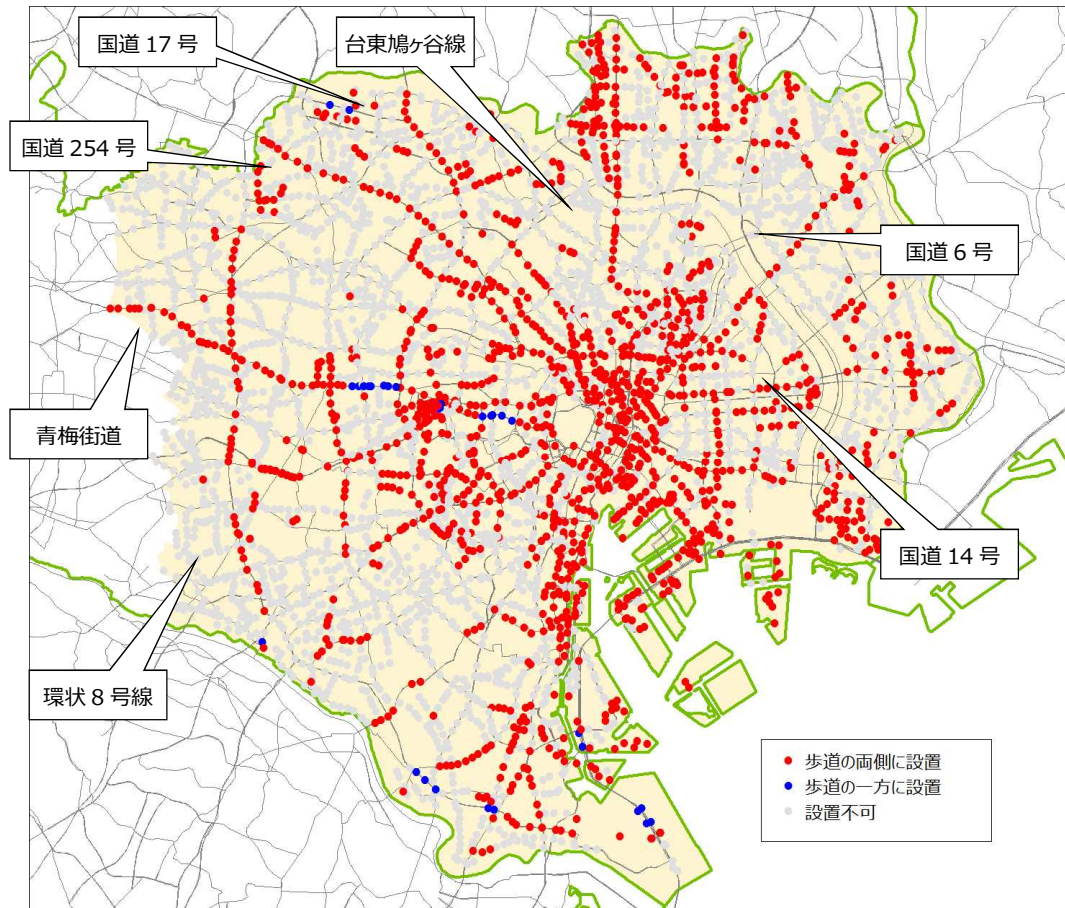 国道 17 号
台東鳩ヶ谷線
国道 254 号
国道 6 号
青梅街道
国道 14 号
環状 8 号線
歩道の両側に設置
歩道の一方に設置
設置不可